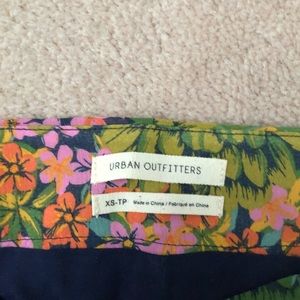 URBAN OUTFITTERS
XS-TP Made in China / Fabriqué en Chine